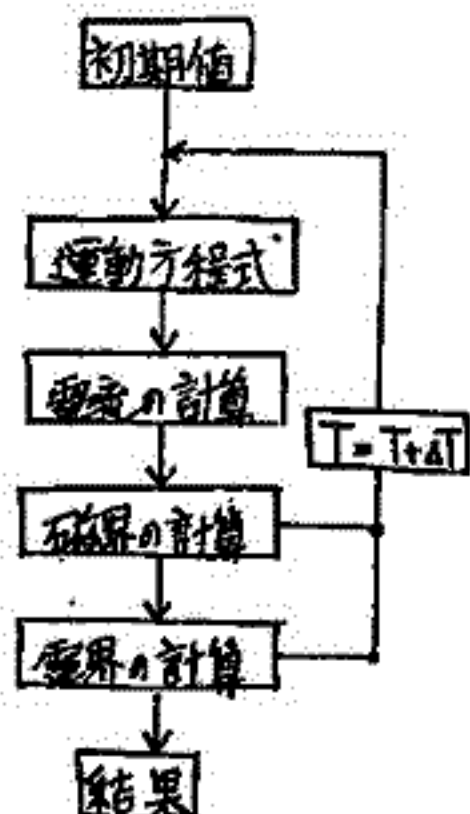 初期値
運動方程式
電流の計算
T = T+ΔT
磁界の計算
電界の計算
結果